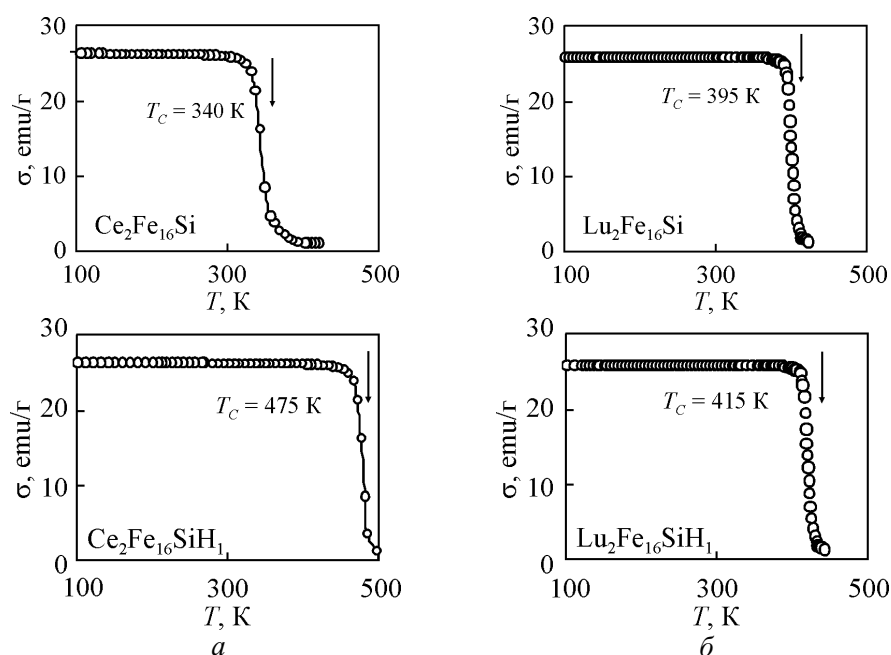 30
20
10
0
σ, emu/г
T_C = 340 К
Ce₂Fe₁₆Si
100 300 500
T, К
30
20
10
0
σ, emu/г
T_C = 395 К
Lu₂Fe₁₆Si
100 300 500
T, К
30
20
10
0
σ, emu/г
T_C = 475 К
Ce₂Fe₁₆SiH₁
100 300 500
T, К
а
30
20
10
0
σ, emu/г
T_C = 415 К
Lu₂Fe₁₆SiH₁
100 300 500
T, К
б